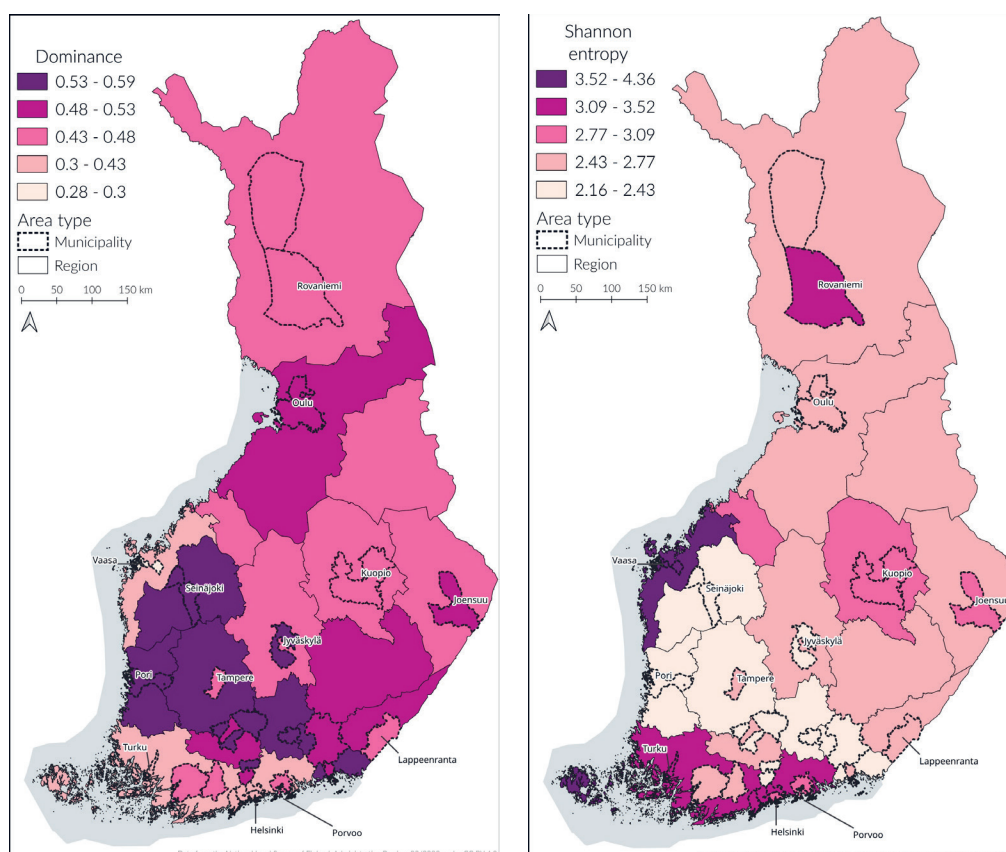 Dominance
0.53 - 0.59
0.48 - 0.53
0.43 - 0.48
0.3 - 0.43
0.28 - 0.3
Area type
Municipality
Region
0 50 100 150 km
Rovaniemi
Oulu
Vaasa
Seinäjoki
Kuopio
Joensuu
Jyväskylä
Pori
Tampere
Turku
Lappeenranta
Helsinki
Porvoo
Shannon
entropy
3.52 - 4.36
3.09 - 3.52
2.77 - 3.09
2.43 - 2.77
2.16 - 2.43
Area type
Municipality
Region
0 50 100 150 km
Rovaniemi
Oulu
Vaasa
Seinäjoki
Kuopio
Joensuu
Jyväskylä
Pori
Tampere
Turku
Lappeenranta
Helsinki
Porvoo